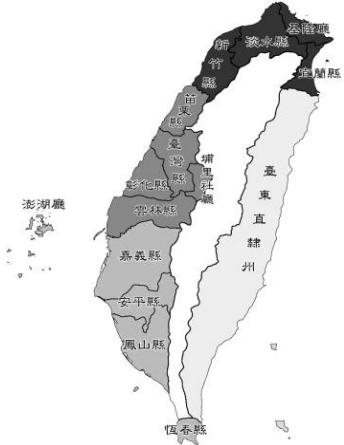 基隆廳
淡水縣
新竹縣
宜蘭縣
苗栗縣
臺灣縣
埔里社廳
彰化縣
雲林縣
臺東直隸州
澎湖廳
嘉義縣
安平縣
鳳山縣
恆春縣